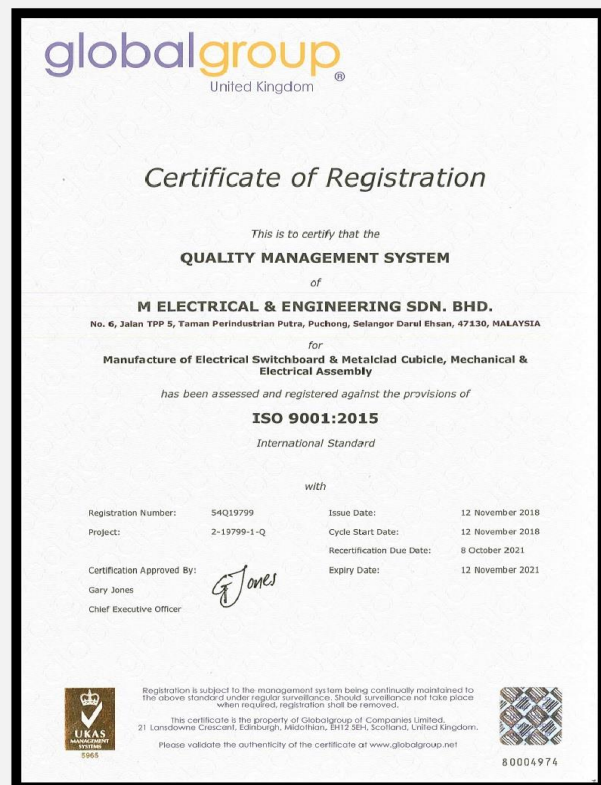 globalgroup
®
United Kingdom
Certificate of Registration
This is to certify that the
QUALITY MANAGEMENT SYSTEM
of
M ELECTRICAL & ENGINEERING SDN. BHD.
No. 6, Jalan TPP 5, Taman Perindustrian Putra, Puchong, Selangor Darul Ehsan, 47130, MALAYSIA
for
Manufacture of Electrical Switchboard & Metalclad Cubicle, Mechanical &
Electrical Assembly
has been assessed and registered against the provisions of
ISO 9001:2015
International Standard
with
Registration Number: S4Q19799 Issue Date: 12 November 2018
Project: 2-19799-1-Q Cycle Start Date: 12 November 2018
Recertification Due Date: 8 October 2021
Certification Approved By: Expiry Date: 12 November 2021
Gary Jones
G Jones
Chief Executive Officer
Registration is subject to the management system being continually maintained to
the above standard under regular surveillance. Should surveillance not take place
when required, registration shall be removed.
This certificate is the property of Globalgroup of Companies Limited,
21 Lansdowne Crescent, Edinburgh, Midlothian, EH12 5EH, Scotland, United Kingdom.
Please validate the authenticity of the certificate at www.globalgroup.net
UKAS
MANAGEMENT
SYSTEMS
5965
80004974